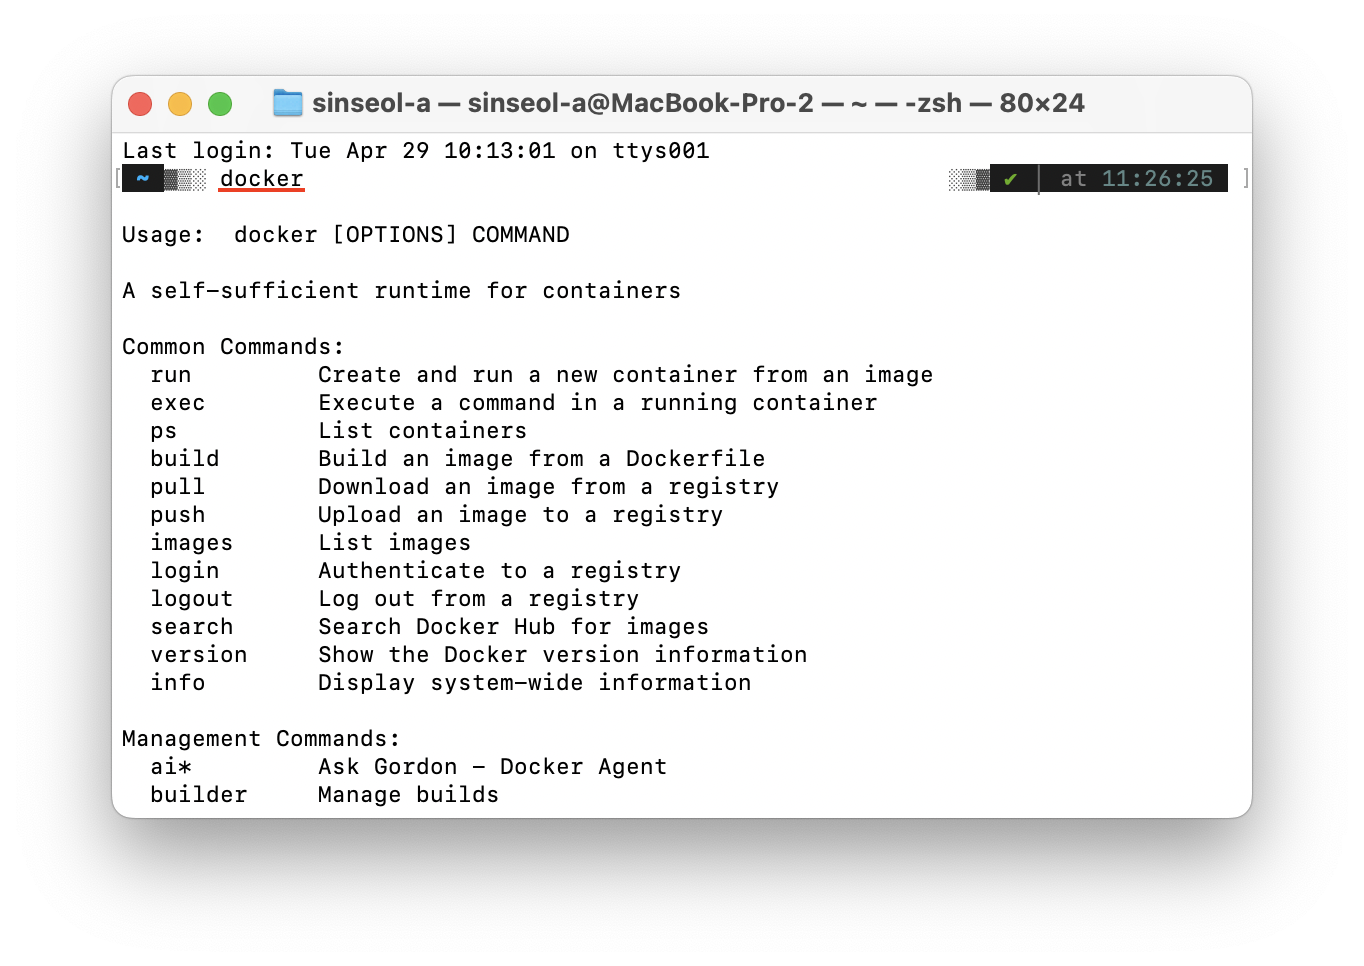 sinseol-a — sinseol-a@MacBook-Pro-2 — ~ — -zsh — 80×24
Last login: Tue Apr 29 10:13:01 on ttys001
[ ~ ▓▒░ docker ░▒▓ ✔ │ at 11:26:25 ]
Usage:  docker [OPTIONS] COMMAND
A self-sufficient runtime for containers
Common Commands:
  run         Create and run a new container from an image
  exec        Execute a command in a running container
  ps          List containers
  build       Build an image from a Dockerfile
  pull        Download an image from a registry
  push        Upload an image to a registry
  images      List images
  login       Authenticate to a registry
  logout      Log out from a registry
  search      Search Docker Hub for images
  version     Show the Docker version information
  info        Display system-wide information
Management Commands:
  ai*         Ask Gordon - Docker Agent
  builder     Manage builds